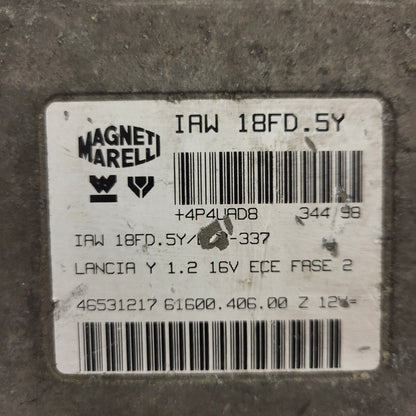 IAW 18FD.5Y
MAGNETI
MARELLI
+4P4UAD8 344 98
IAW 18FD.5Y/ -337
LANCIA Y 1.2 16V ECE FASE 2
46531217 61600.406.00 Z 12V=